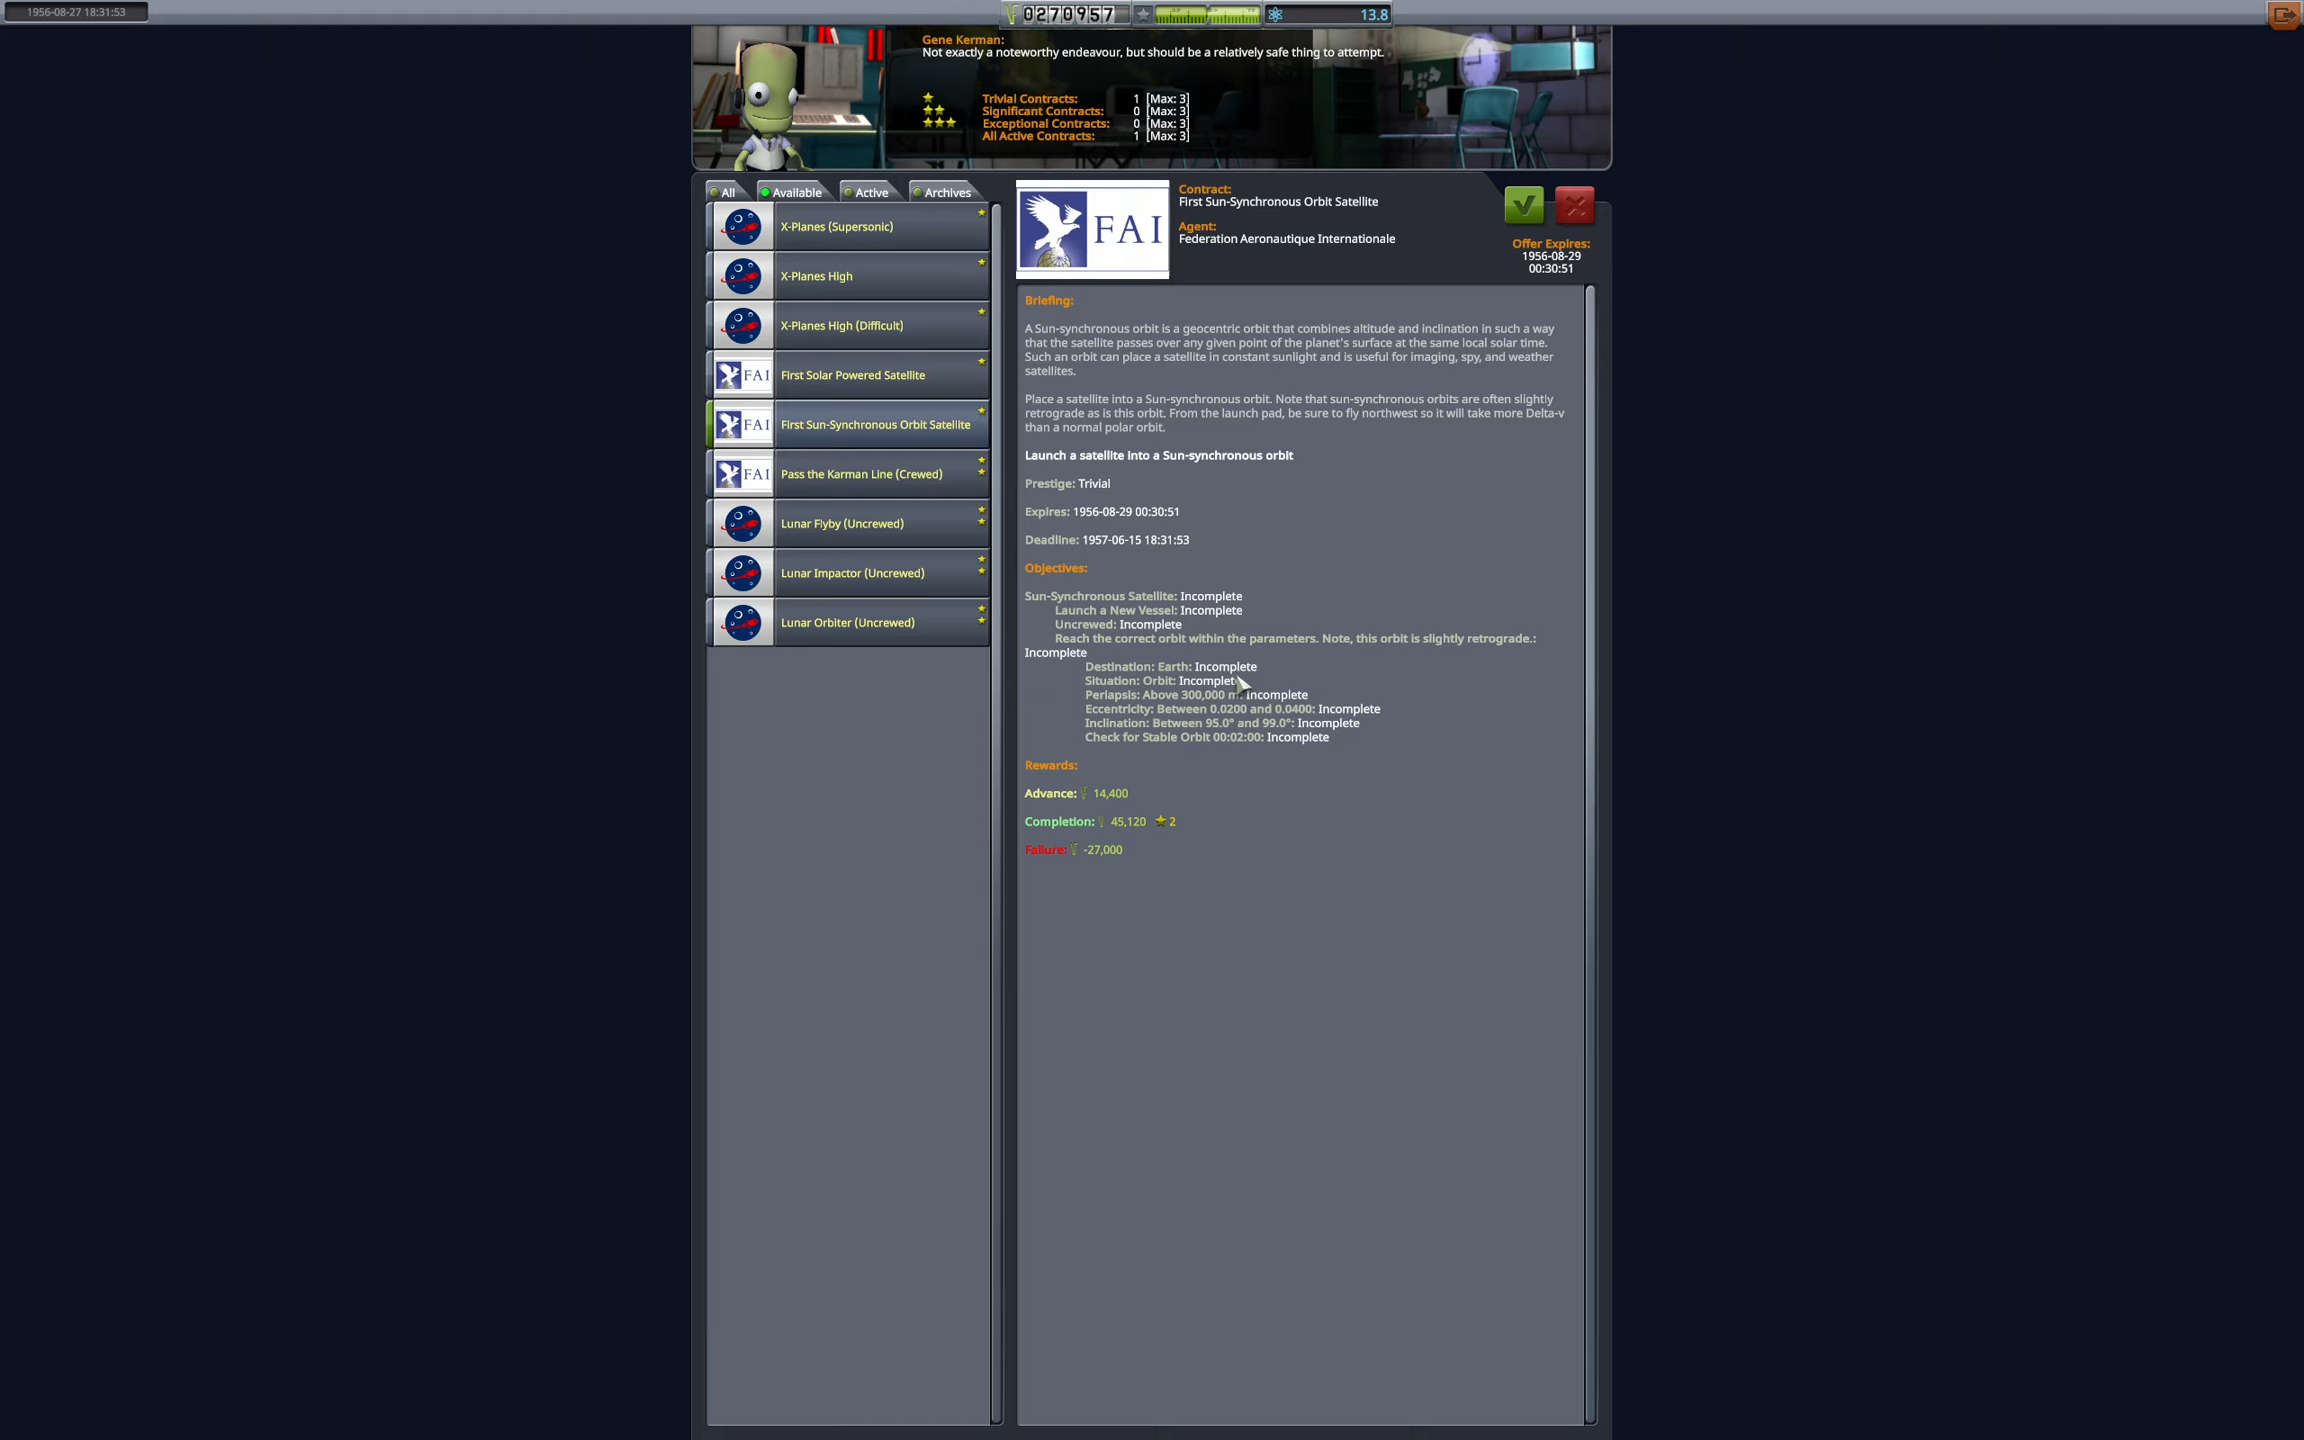 1956-08-27 18:31:53
0270957
13.8
Gene Kerman:
Not exactly a noteworthy endeavour, but should be a relatively safe thing to attempt.
Trivial Contracts: 1 [Max: 3]
Significant Contracts: 0 [Max: 3]
Exceptional Contracts: 0 [Max: 3]
All Active Contracts: 1 [Max: 3]
All
Available
Active
Archives
X-Planes (Supersonic)
X-Planes High
X-Planes High (Difficult)
FAI First Solar Powered Satellite
FAI First Sun-Synchronous Orbit Satellite
FAI Pass the Karman Line (Crewed)
Lunar Flyby (Uncrewed)
Lunar Impactor (Uncrewed)
Lunar Orbiter (Uncrewed)
FAI
Contract:
First Sun-Synchronous Orbit Satellite
Agent:
Federation Aeronautique Internationale
Offer Expires:
1956-08-29
00:30:51
Briefing:
A Sun-synchronous orbit is a geocentric orbit that combines altitude and inclination in such a way
that the satellite passes over any given point of the planet's surface at the same local solar time.
Such an orbit can place a satellite in constant sunlight and is useful for imaging, spy, and weather
satellites.
Place a satellite into a Sun-synchronous orbit. Note that sun-synchronous orbits are often slightly
retrograde as is this orbit. From the launch pad, be sure to fly northwest so it will take more Delta-v
than a normal polar orbit.
Launch a satellite into a Sun-synchronous orbit
Prestige: Trivial
Expires: 1956-08-29 00:30:51
Deadline: 1957-06-15 18:31:53
Objectives:
Sun-Synchronous Satellite: Incomplete
Launch a New Vessel: Incomplete
Uncrewed: Incomplete
Reach the correct orbit within the parameters. Note, this orbit is slightly retrograde.:
Incomplete
Destination: Earth: Incomplete
Situation: Orbit: Incomplete
Periapsis: Above 300,000 m: Incomplete
Eccentricity: Between 0.0200 and 0.0400: Incomplete
Inclination: Between 95.0° and 99.0°: Incomplete
Check for Stable Orbit 00:02:00: Incomplete
Rewards:
Advance: 14,400
Completion: 45,120 2
Failure: -27,000